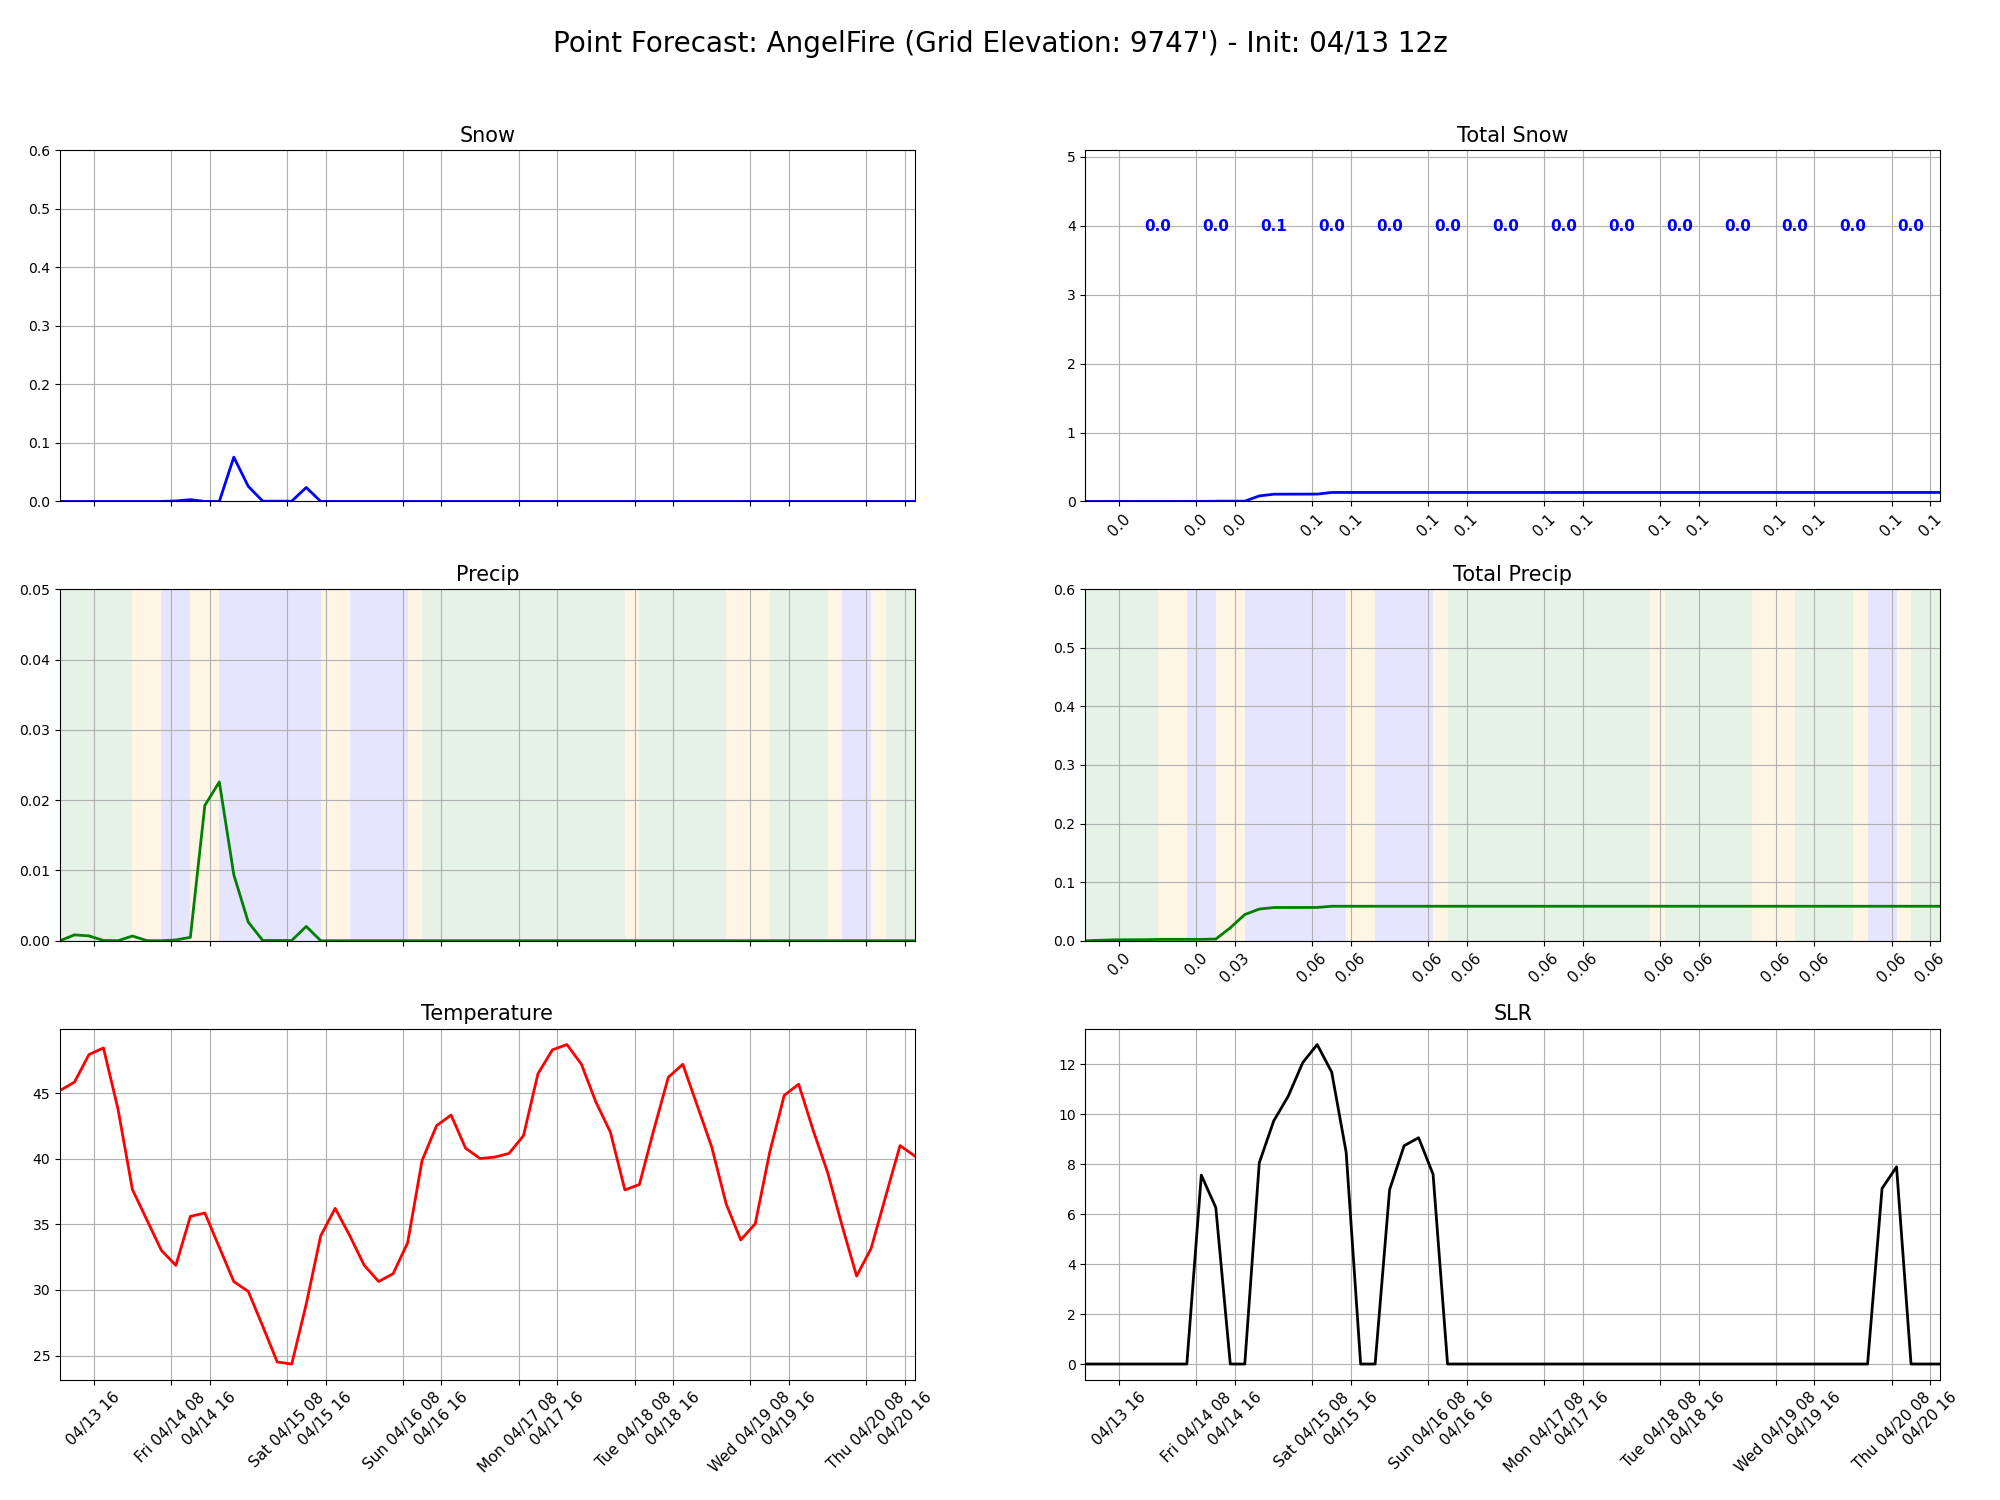 Point Forecast: AngelFire (Grid Elevation: 9747') - Init: 04/13 12z
Snow
0.6
0.5
0.4
0.3
0.2
0.1
0.0
Total Snow
5
4
3
2
1
0
0.0 0.0 0.1 0.0 0.0 0.0 0.0 0.0 0.0 0.0 0.0 0.0 0.0 0.0
0.0 0.0 0.0 0.1 0.1 0.1 0.1 0.1 0.1 0.1 0.1 0.1 0.1 0.1 0.1
Precip
0.05
0.04
0.03
0.02
0.01
0.00
Total Precip
0.6
0.5
0.4
0.3
0.2
0.1
0.0
0.0 0.0 0.03 0.06 0.06 0.06 0.06 0.06 0.06 0.06 0.06 0.06 0.06 0.06 0.06
Temperature
45
40
35
30
25
04/13 16
Fri 04/14 08
04/14 16
Sat 04/15 08
04/15 16
Sun 04/16 08
04/16 16
Mon 04/17 08
04/17 16
Tue 04/18 08
04/18 16
Wed 04/19 08
04/19 16
Thu 04/20 08
04/20 16
SLR
12
10
8
6
4
2
0
04/13 16
Fri 04/14 08
04/14 16
Sat 04/15 08
04/15 16
Sun 04/16 08
04/16 16
Mon 04/17 08
04/17 16
Tue 04/18 08
04/18 16
Wed 04/19 08
04/19 16
Thu 04/20 08
04/20 16